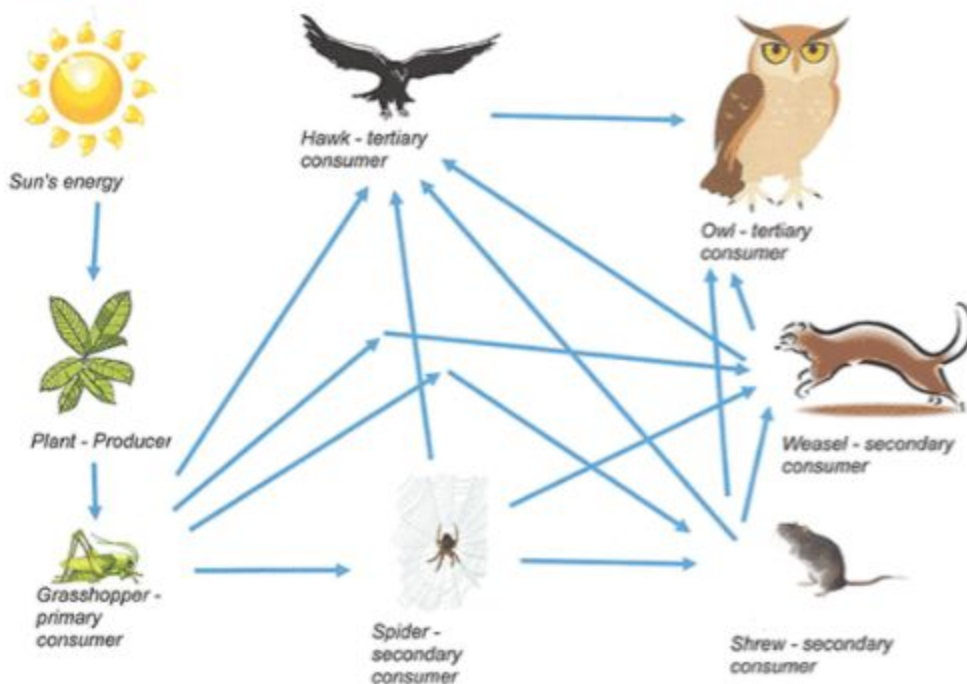 Sun's energy
Hawk - tertiary
consumer
Owl - tertiary
consumer
Plant - Producer
Weasel - secondary
consumer
Grasshopper -
primary
consumer
Spider -
secondary
consumer
Shrew - secondary
consumer